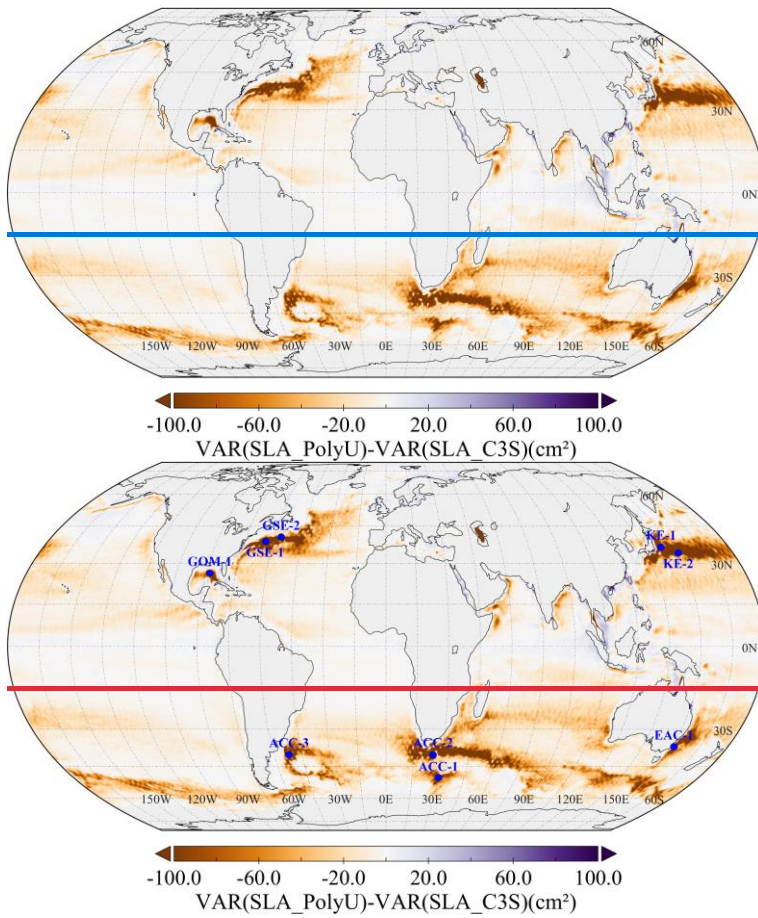 60N
30N
0N
30S
150W 120W 90W 60W 30W 0E 30E 60E 90E 120E 150E 60S
-100.0 -60.0 -20.0 20.0 60.0 100.0
VAR(SLA_PolyU)-VAR(SLA_C3S)(cm²)
60N
GSE-2
KE-1
GSE-1
30N
KE-2
GOM-1
0N
30S
EAC-1
ACC-3 ACC-2
ACC-1
150W 120W 90W 60W 30W 0E 30E 60E 90E 120E 150E 60S
-100.0 -60.0 -20.0 20.0 60.0 100.0
VAR(SLA_PolyU)-VAR(SLA_C3S)(cm²)